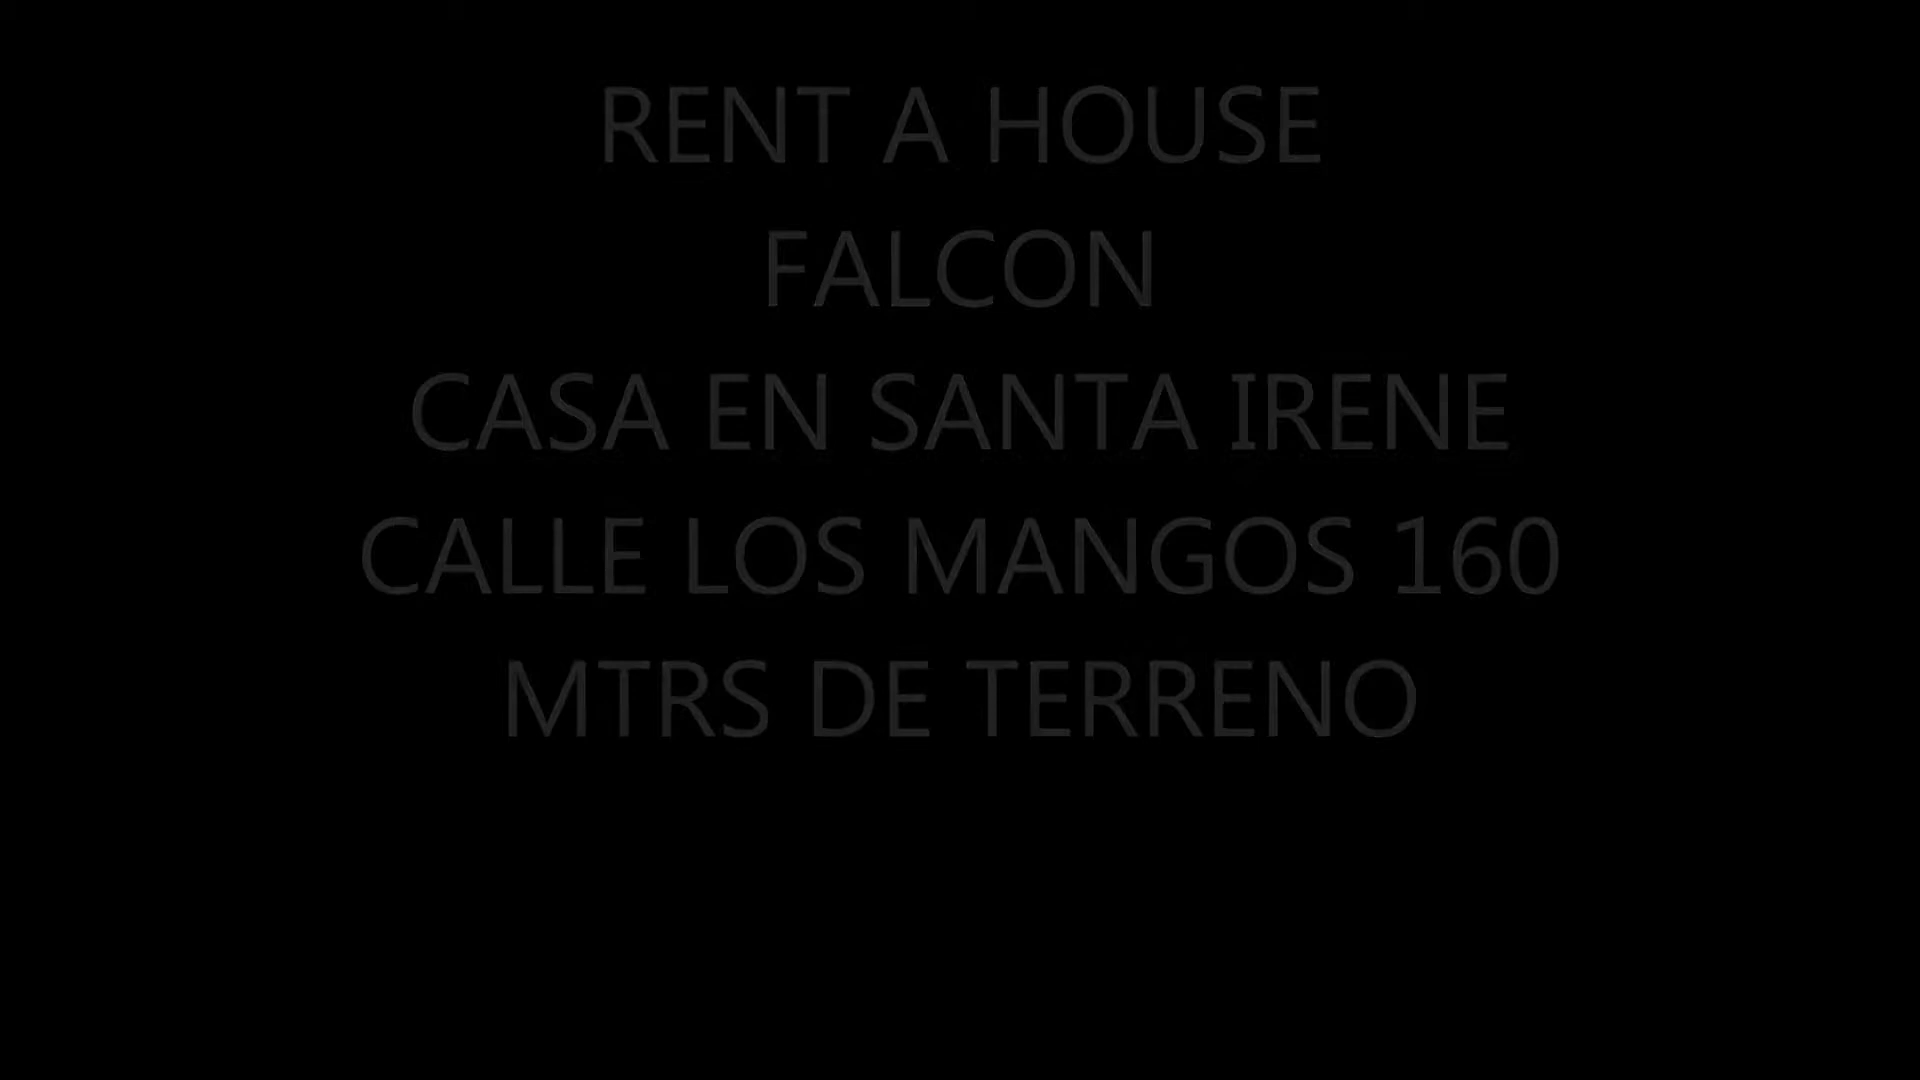 RENT A HOUSE
FALCON
CASA EN SANTA IRENE
CALLE LOS MANGOS 160
MTRS DE TERRENO